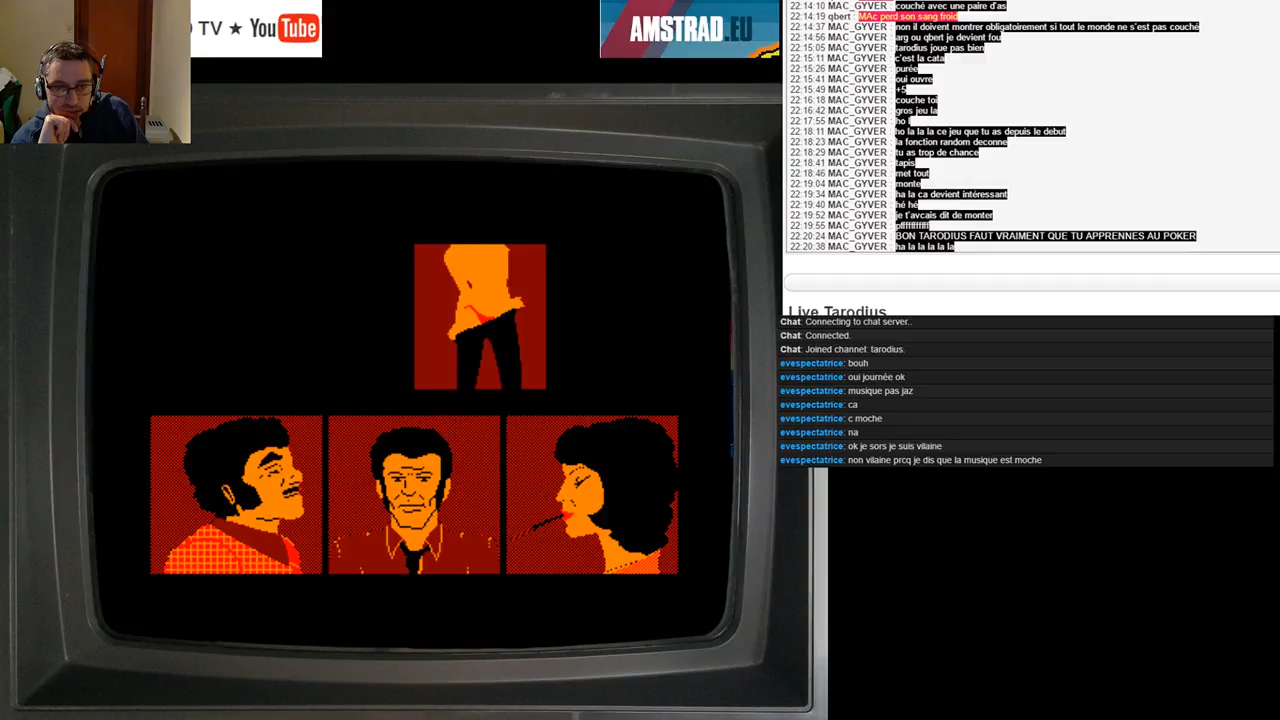 TV ★ YouTube
AMSTRAD.EU
22:14:10 MAC_GYVER : couché avec une paire d'as
22:14:19 qbert : MAc perd son sang froid
22:14:37 MAC_GYVER : non il doivent montrer obligatoirement si tout le monde ne s'est pas couché
22:14:56 MAC_GYVER : arg ou qbert je devient fou
22:15:05 MAC_GYVER : tarodius joue pas bien
22:15:11 MAC_GYVER : c'est la cata
22:15:26 MAC_GYVER : purée
22:15:41 MAC_GYVER : oui ouvre
22:15:49 MAC_GYVER : +5
22:16:18 MAC_GYVER : couche toi
22:16:42 MAC_GYVER : gros jeu la
22:17:55 MAC_GYVER : ho l
22:18:11 MAC_GYVER : ho la la la ce jeu que tu as depuis le debut
22:18:23 MAC_GYVER : la fonction random deconne
22:18:29 MAC_GYVER : tu as trop de chance
22:18:41 MAC_GYVER : tapis
22:18:46 MAC_GYVER : met tout
22:19:04 MAC_GYVER : monte
22:19:34 MAC_GYVER : ha la ca devient intéressant
22:19:40 MAC_GYVER : hé hé
22:19:52 MAC_GYVER : je t'avcais dit de monter
22:19:55 MAC_GYVER : pffffffffff
22:20:24 MAC_GYVER : BON TARODIUS FAUT VRAIMENT QUE TU APPRENNES AU POKER
22:20:38 MAC_GYVER : ha la la la la la
Live Tarodius
Chat: Connecting to chat server..
Chat: Connected.
Chat: Joined channel: tarodius.
evespectatrice: bouh
evespectatrice: oui journée ok
evespectatrice: musique pas jaz
evespectatrice: ca
evespectatrice: c moche
evespectatrice: na
evespectatrice: ok je sors je suis vilaine
evespectatrice: non vilaine prcq je dis que la musique est moche